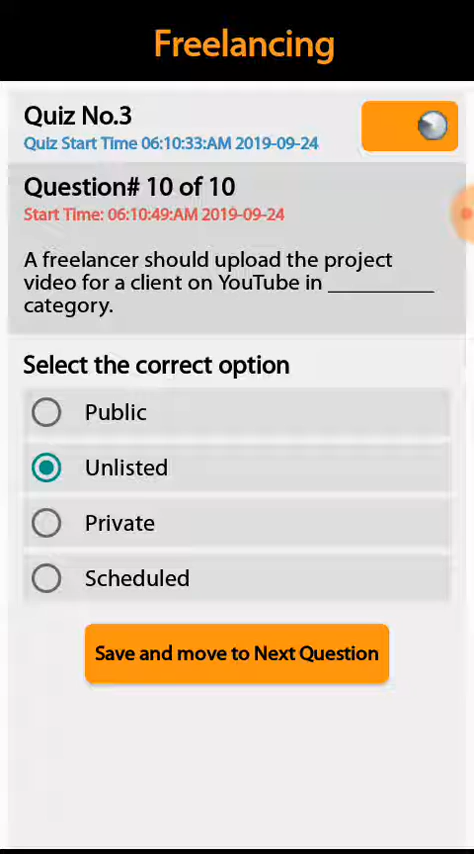 Freelancing
Quiz No.3
Quiz Start Time 06:10:33:AM 2019-09-24
Question# 10 of 10
Start Time: 06:10:49:AM 2019-09-24
A freelancer should upload the project
video for a client on YouTube in __________
category.
Select the correct option
Public
Unlisted
Private
Scheduled
Save and move to Next Question